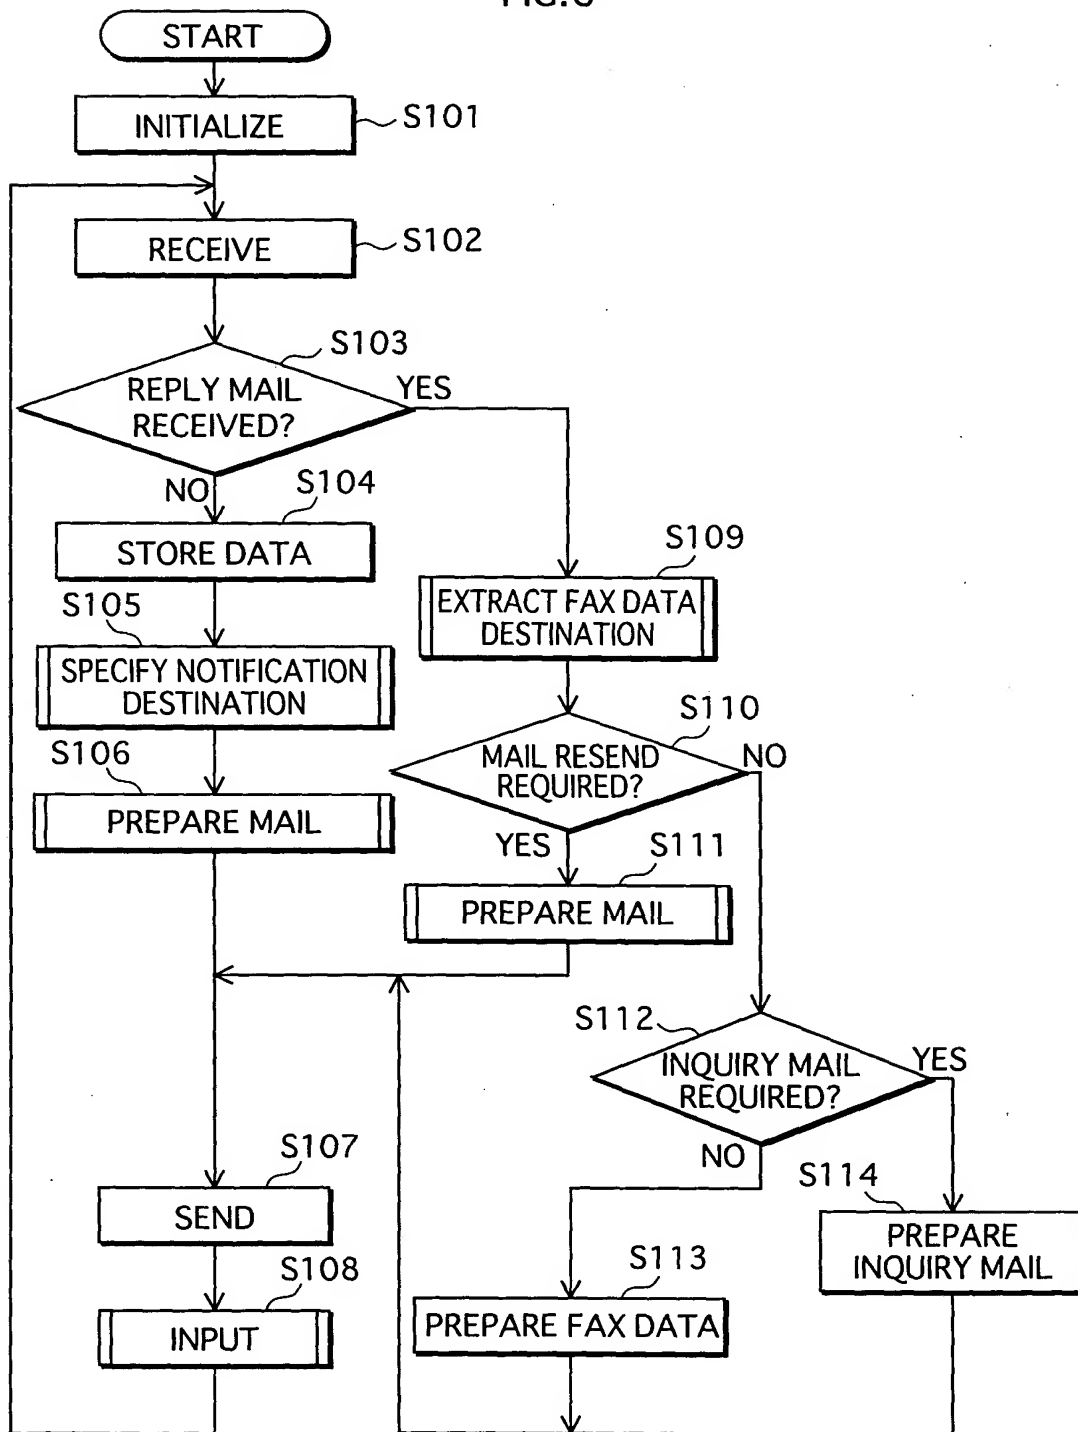 START
INITIALIZE
S101
RECEIVE
S102
S103
REPLY MAIL
RECEIVED?
YES
NO
S104
STORE DATA
S105
SPECIFY NOTIFICATION
DESTINATION
S106
PREPARE MAIL
S109
EXTRACT FAX DATA
DESTINATION
S110
MAIL RESEND
REQUIRED?
NO
YES
S111
PREPARE MAIL
S112
INQUIRY MAIL
REQUIRED?
YES
NO
S107
SEND
S108
INPUT
S113
PREPARE FAX DATA
S114
PREPARE
INQUIRY MAIL